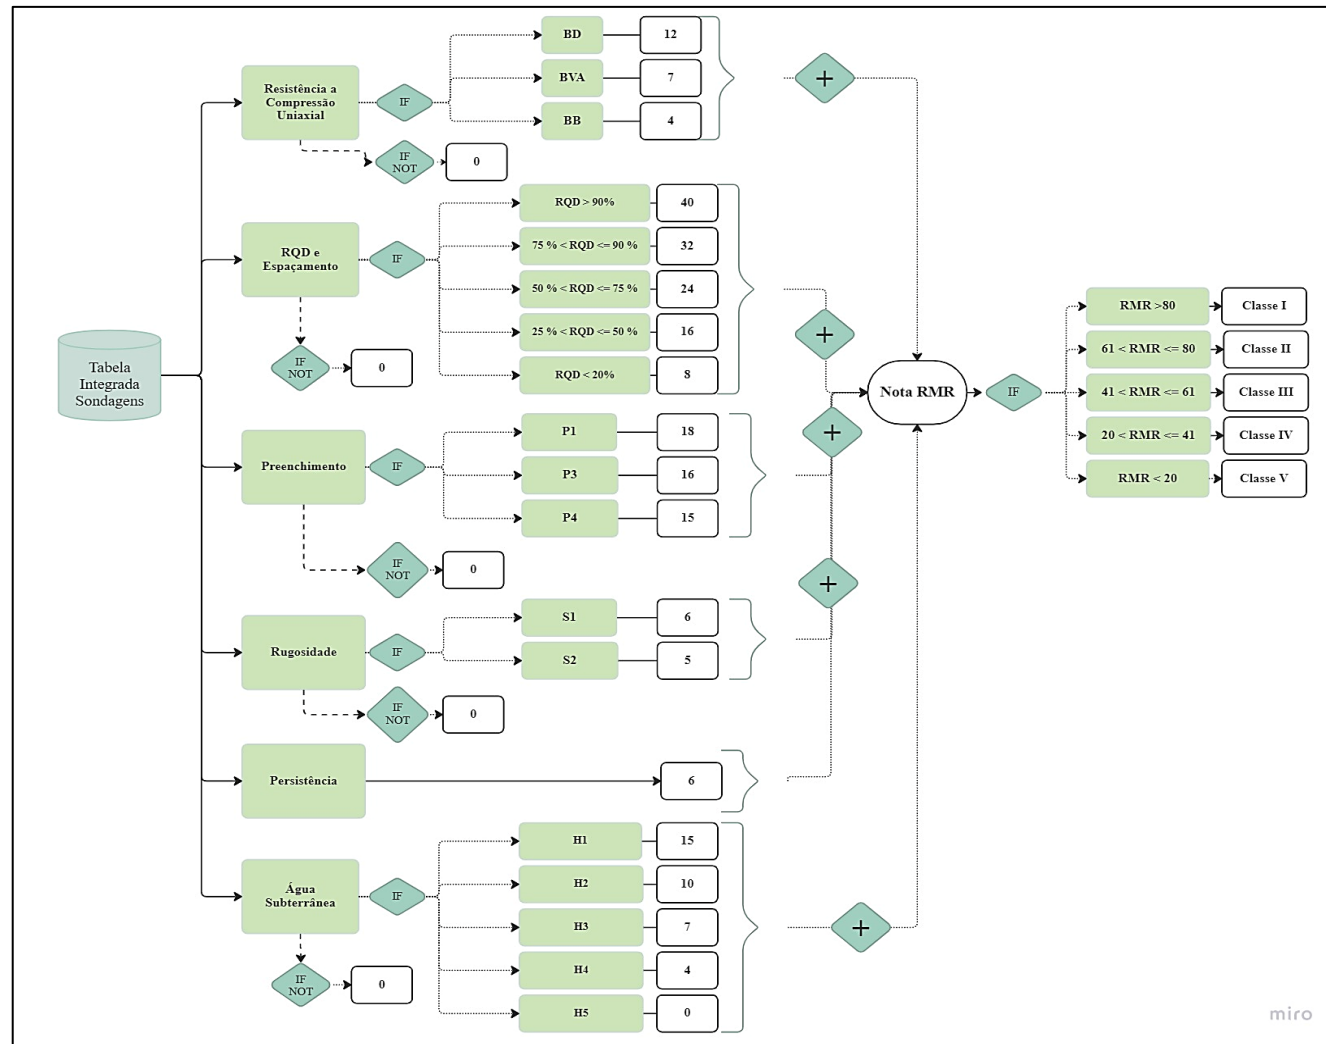 Tabela
Integrada
Sondagens
Resistência a
Compressão
Uniaxial
IF
BD
12
BVA
7
BB
4
IF
NOT
0
+
RQD e
Espaçamento
IF
RQD > 90%
40
75 % < RQD <= 90 %
32
50 % < RQD <= 75 %
24
25 % < RQD <= 50 %
16
RQD < 20%
8
IF
NOT
0
+
Preenchimento
IF
P1
18
P3
16
P4
15
IF
NOT
0
+
Rugosidade
IF
S1
6
S2
5
IF
NOT
0
+
Persistência
6
Água
Subterrânea
IF
H1
15
H2
10
H3
7
H4
4
H5
0
IF
NOT
0
+
Nota RMR
IF
RMR >80
Classe I
61 < RMR <= 80
Classe II
41 < RMR <= 61
Classe III
20 < RMR <= 41
Classe IV
RMR < 20
Classe V
miro